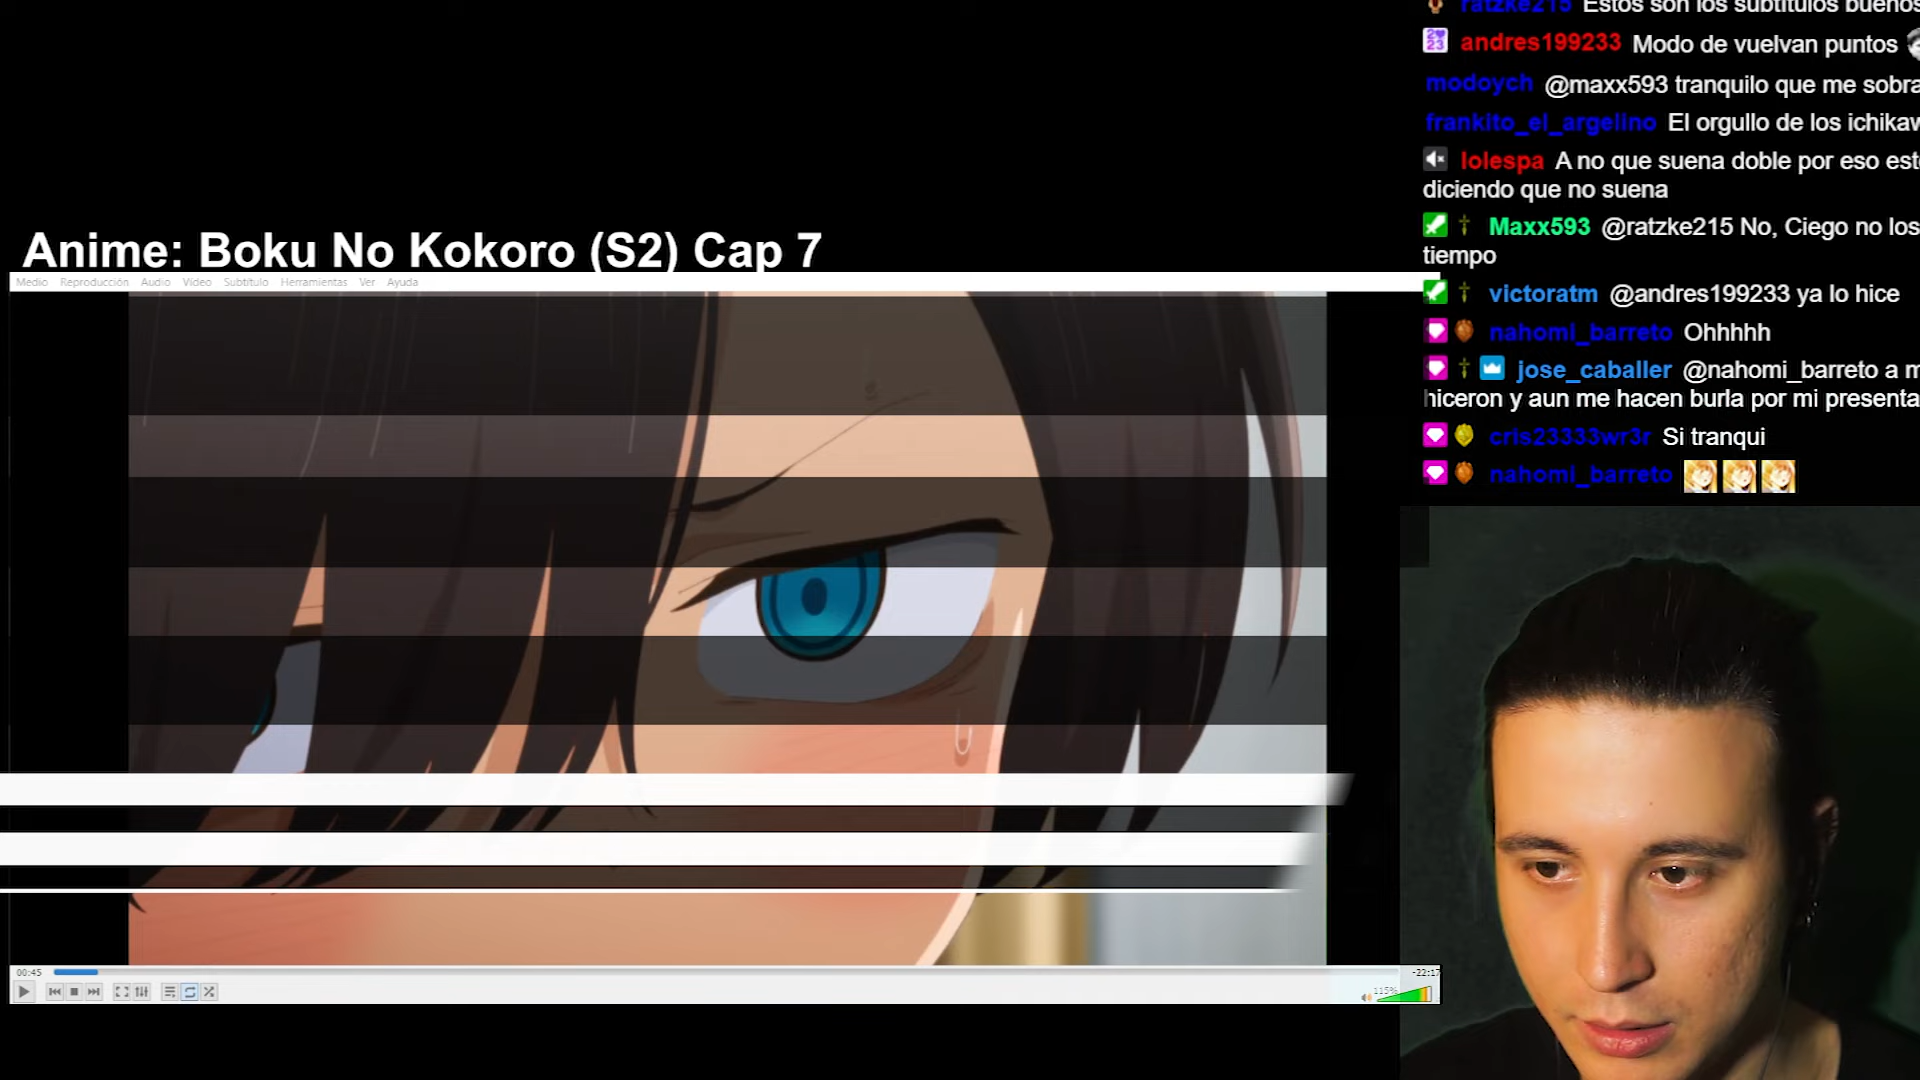 ratzke215 Estos son los subtitulos buenos
andres199233 Modo de vuelvan puntos
modoych @maxx593 tranquilo que me sobra
frankito_el_argelino El orgullo de los ichikaw
lolespa A no que suena doble por eso est
diciendo que no suena
Maxx593 @ratzke215 No, Ciego no los
tiempo
victoratm @andres199233 ya lo hice
nahomi_barreto Ohhhhh
jose_caballer @nahomi_barreto a m
hiceron y aun me hacen burla por mi presenta
cris23333wr3r Si tranqui
nahomi_barreto
Anime: Boku No Kokoro (S2) Cap 7
Medio Reproducción Audio Video Subtítulo Herramientas Ver Ayuda
00:45
-22:17
115%